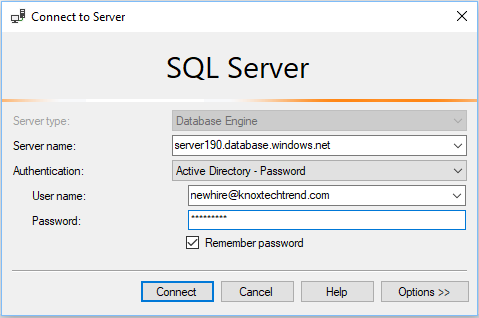 Connect to Server
SQL Server
Server type: Database Engine
Server name: server190.database.windows.net
Authentication: Active Directory - Password
User name: newhire@knoxtechtrend.com
Password: *********
Remember password
Connect Cancel Help Options >>